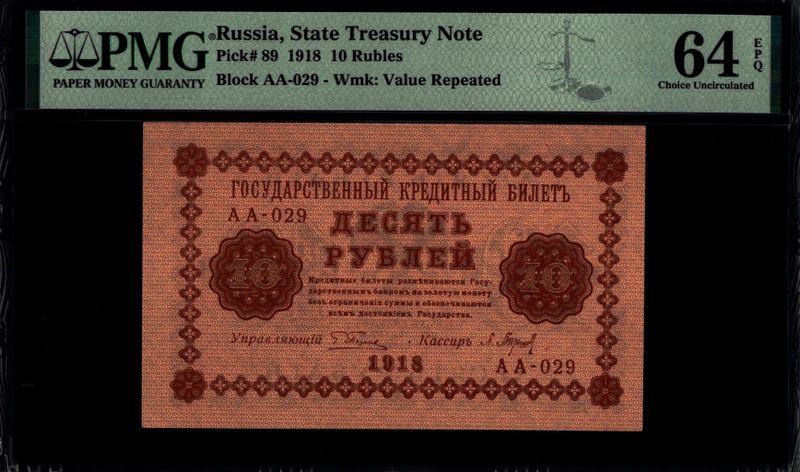 PMG
PAPER MONEY GUARANTY
Russia, State Treasury Note
Pick# 89 1918 10 Rubles
Block AA-029 - Wmk: Value Repeated
64 EPQ
Choice Uncirculated
ГОСУДАРСТВЕННЫЙ КРЕДИТНЫЙ БИЛЕТЪ
АА-029
ДЕСЯТЬ
РУБЛЕЙ
10
10
Кредитные билеты размѣниваются Госу-
дарственнымъ банкомъ на золотую монету
безъ ограниченія суммы и обезпечиваются
всѣмъ достояніемъ Государства.
Управляющій
Кассиръ
1918
АА-029